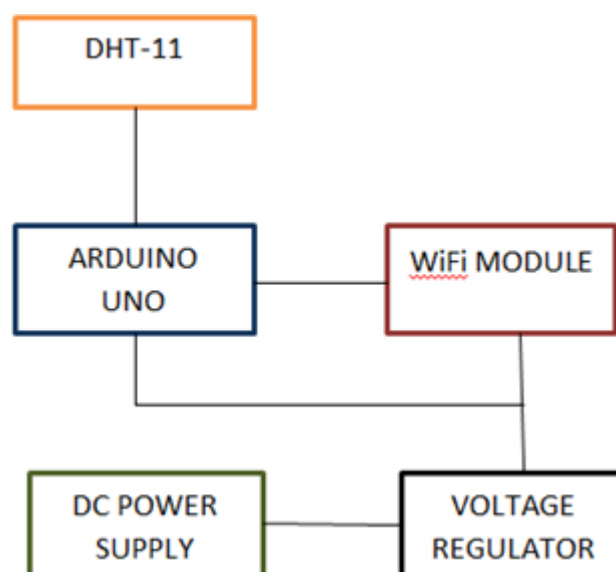 DHT-11
ARDUINO
UNO
WiFi MODULE
DC POWER
SUPPLY
VOLTAGE
REGULATOR